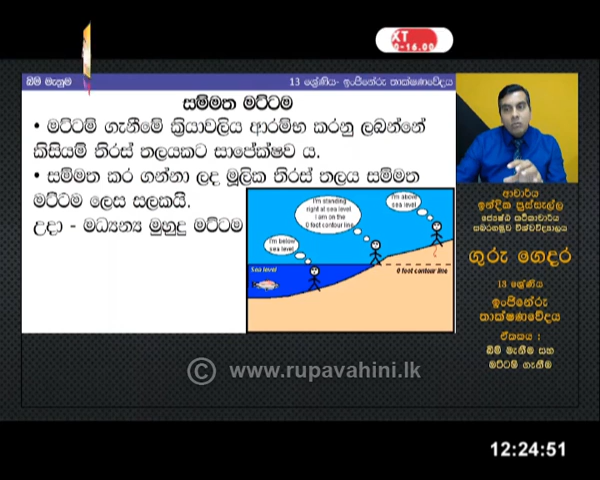 XT
0-16.00
බිම් මැනුම
13 ශ්‍රේණිය- ඉංජිනේරු තාක්ෂණවේදය
සම්මත මට්ටම
• මට්ටම් ගැනීමේ ක්‍රියාවලිය ආරම්භ කරනු ලබන්නේ
කිසියම් තිරස් තලයකට සාපේක්ෂව ය.
• සම්මත කර ගන්නා ලද මූලික තිරස් තලය සම්මත
මට්ටම ලෙස සලකයි.
උදා - මධ්‍යන්‍ය මුහුදු මට්ටම
I'm below
sea level
I'm standing
right at sea level
I am on the
0 foot contour line
I'm above
sea level
Sea level
0 foot contour line
ආචාර්ය
ඉන්දික පුස්සැල්ල
ජ්‍යෙෂ්ඨ කථිකාචාර්ය
සබරගමුව විශ්වවිද්‍යාලය
ගුරු ගෙදර
13 ශ්‍රේණිය
ඉංජිනේරු
තාක්ෂණවේදය
ඒකකය :
බිම් මැනීම සහ
මට්ටම් ගැනීම
© www.rupavahini.lk
12:24:51